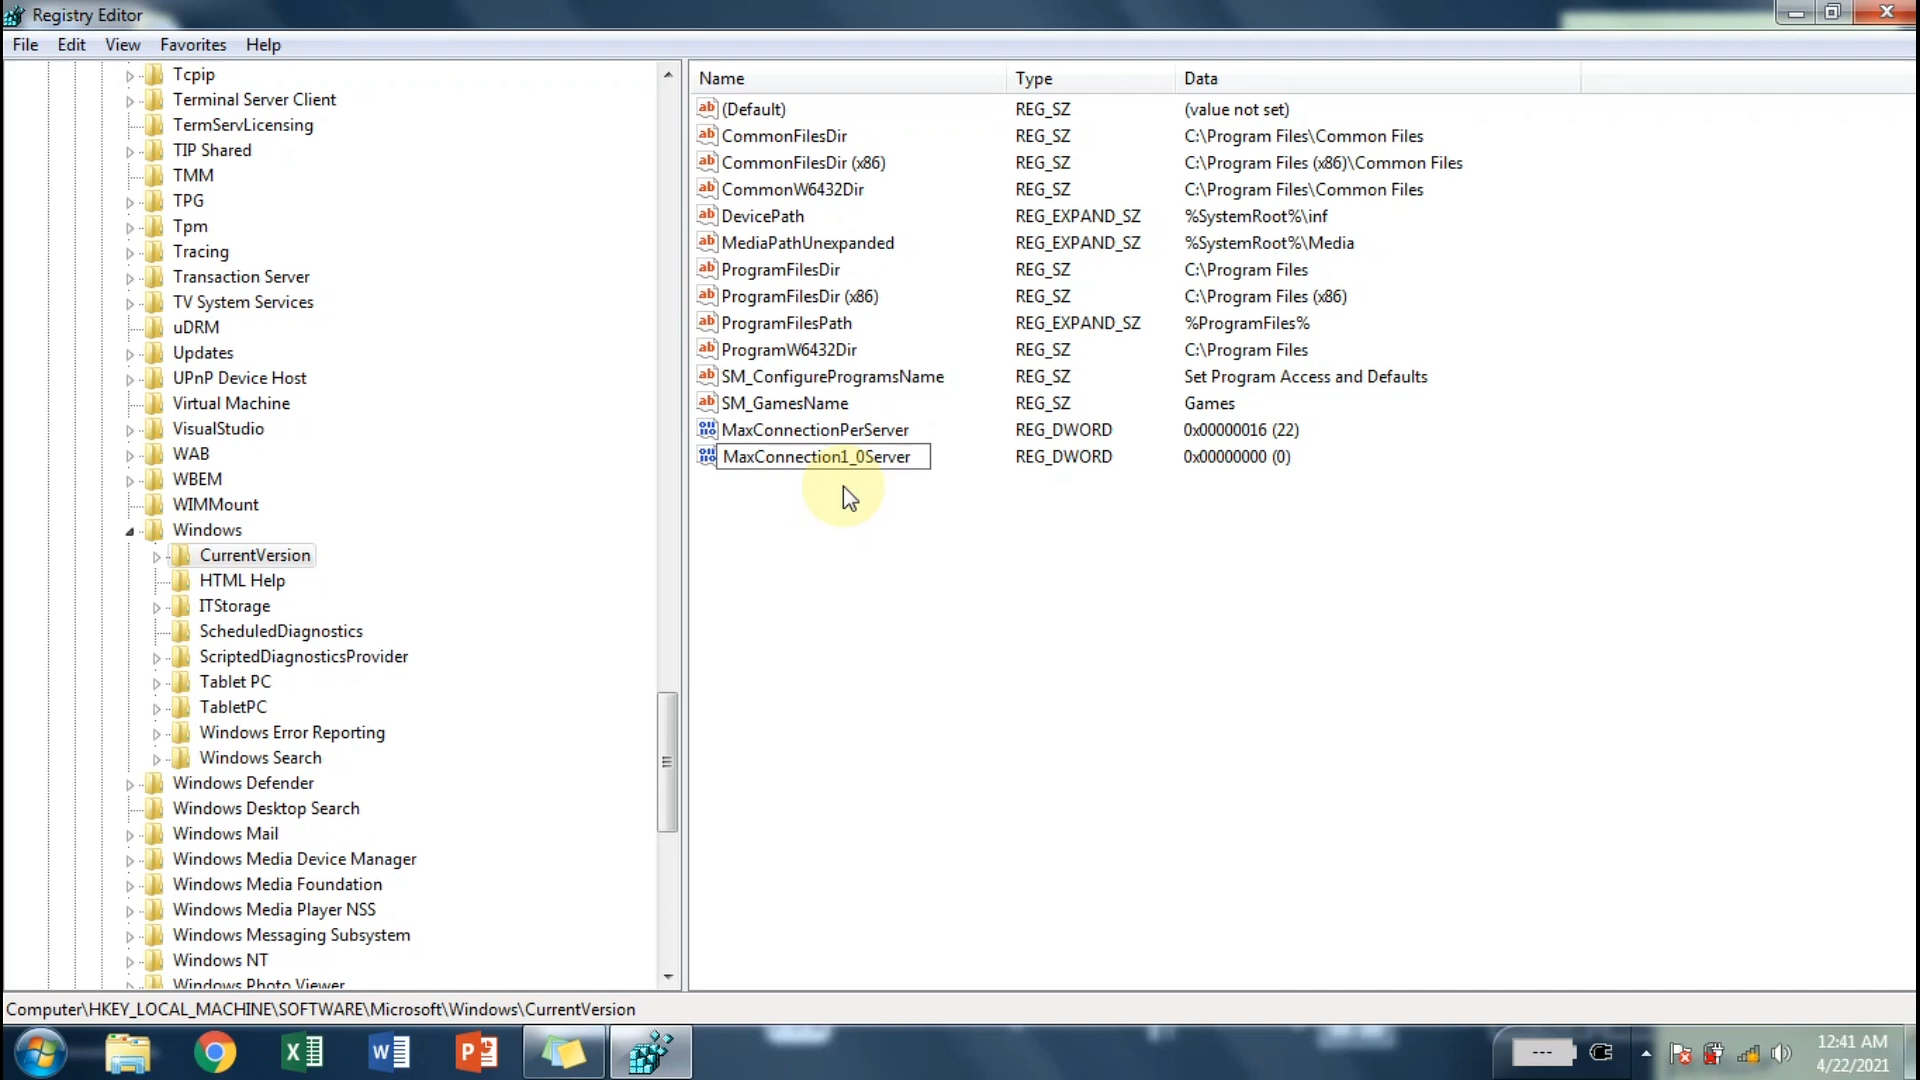 Registry Editor
File Edit View Favorites Help
Tcpip
Terminal Server Client
TermServLicensing
TIP Shared
TMM
TPG
Tpm
Tracing
Transaction Server
TV System Services
uDRM
Updates
UPnP Device Host
Virtual Machine
VisualStudio
WAB
WBEM
WIMMount
Windows
CurrentVersion
HTML Help
ITStorage
ScheduledDiagnostics
ScriptedDiagnosticsProvider
Tablet PC
TabletPC
Windows Error Reporting
Windows Search
Windows Defender
Windows Desktop Search
Windows Mail
Windows Media Device Manager
Windows Media Foundation
Windows Media Player NSS
Windows Messaging Subsystem
Windows NT
Windows Photo Viewer
Name Type Data
(Default) REG_SZ (value not set)
CommonFilesDir REG_SZ C:\Program Files\Common Files
CommonFilesDir (x86) REG_SZ C:\Program Files (x86)\Common Files
CommonW6432Dir REG_SZ C:\Program Files\Common Files
DevicePath REG_EXPAND_SZ %SystemRoot%\inf
MediaPathUnexpanded REG_EXPAND_SZ %SystemRoot%\Media
ProgramFilesDir REG_SZ C:\Program Files
ProgramFilesDir (x86) REG_SZ C:\Program Files (x86)
ProgramFilesPath REG_EXPAND_SZ %ProgramFiles%
ProgramW6432Dir REG_SZ C:\Program Files
SM_ConfigureProgramsName REG_SZ Set Program Access and Defaults
SM_GamesName REG_SZ Games
MaxConnectionPerServer REG_DWORD 0x00000016 (22)
MaxConnection1_0Server REG_DWORD 0x00000000 (0)
Computer\HKEY_LOCAL_MACHINE\SOFTWARE\Microsoft\Windows\CurrentVersion
---
12:41 AM
4/22/2021